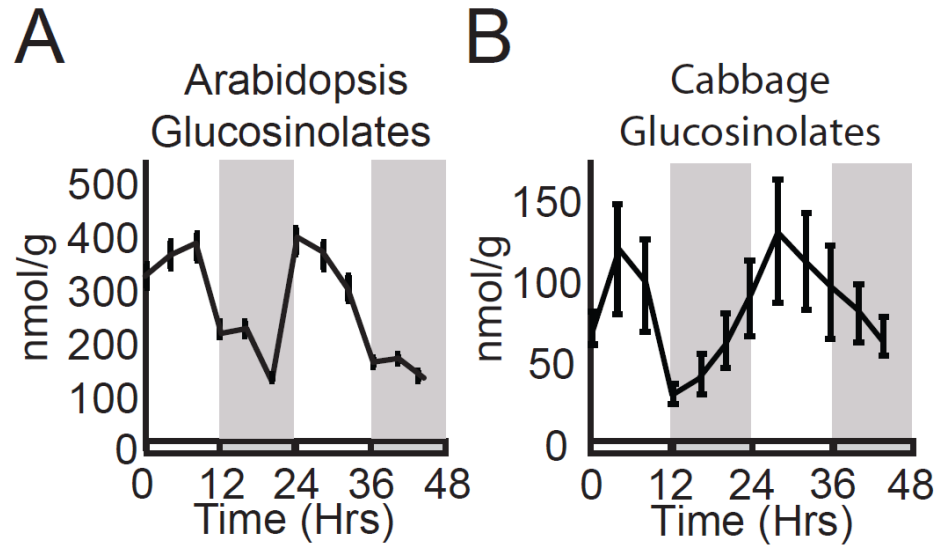 A
Arabidopsis
Glucosinolates
nmol/g
500
400
300
200
100
0
0 12 24 36 48
Time (Hrs)
B
Cabbage
Glucosinolates
nmol/g
150
100
50
0
0 12 24 36 48
Time (Hrs)